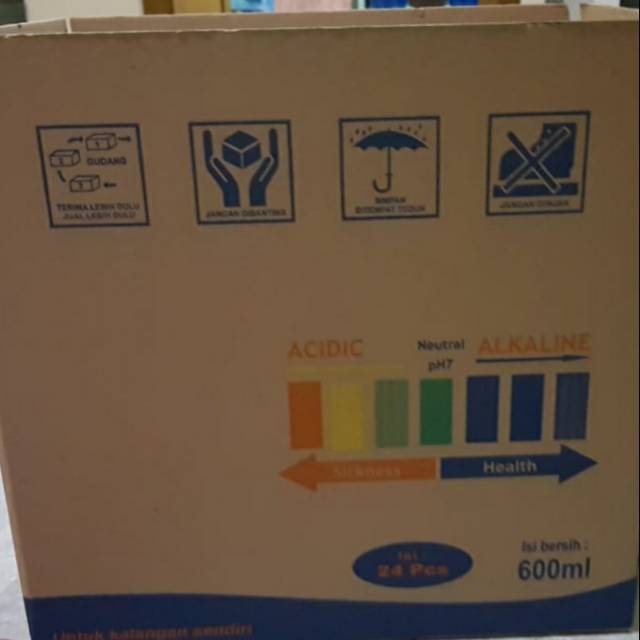 GUDANG
TERIMA LEBIH DULU
JUAL LEBIH DULU
JANGAN DIBANTING
SIMPAN
DITEMPAT TEDUH
JANGAN DIINJAK
ACIDIC
Neutral
pH7
ALKALINE
Sickness
Health
Isi :
24 Pcs
Isi bersih :
600ml
Untuk kalangan sendiri